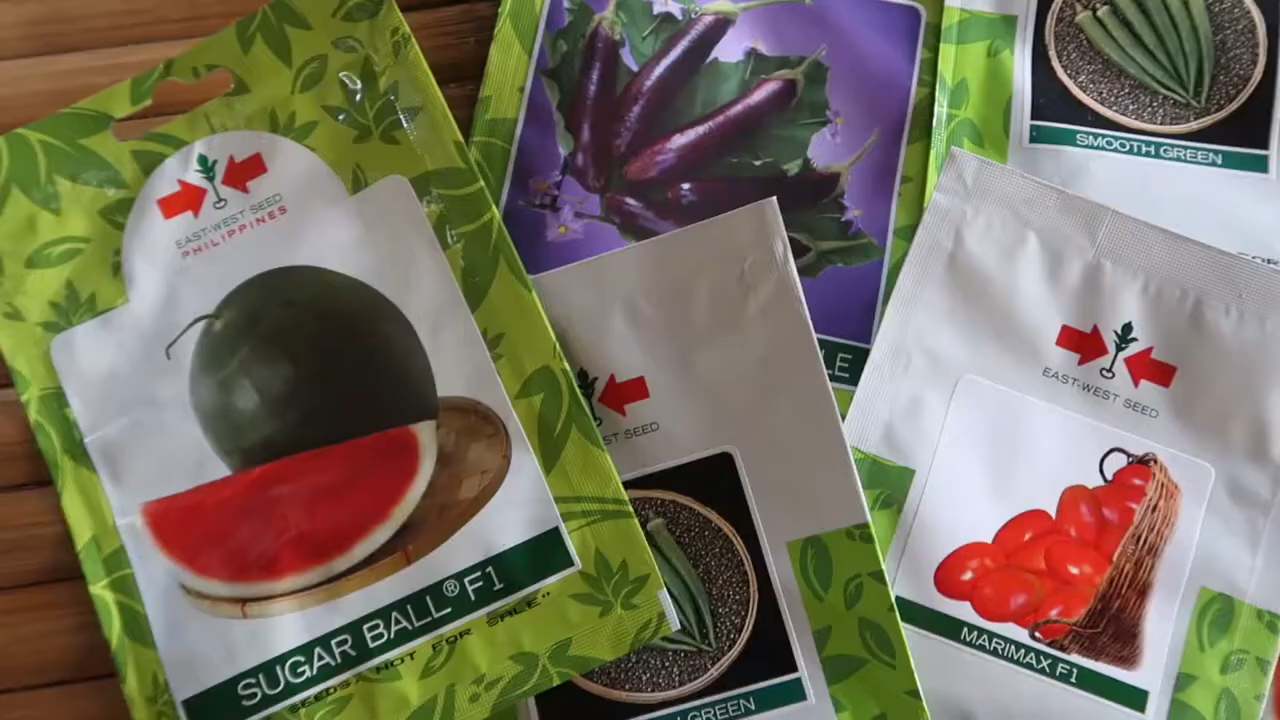 EAST-WEST SEED
PHILIPPINES
SUGAR BALL® F1
SEEDS NOT FOR SALE"
LE
ST SEED
GREEN
SMOOTH GREEN
FOR
EAST-WEST SEED
MARIMAX F1